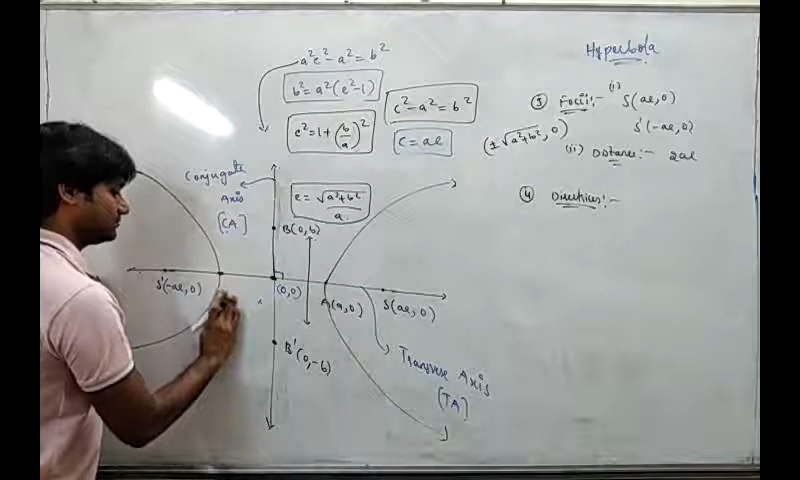 Hyperbola
a²e² - a² = b²
b² = a²(e²-1)
c² - a² = b²
e² = 1 + (b/a)²
c = ae
e = √(a²+b²)/a
③ Focii:- (i) S(ae, 0)
S'(-ae, 0)
(±√(a²+b²), 0)
(ii) Distance:- 2ae
④ Directrices:-
Conjugate
Axis
[CA]
B(0, b)
S'(-ae, 0)
(0,0)
A(a, 0)
S(ae, 0)
B'(0, -b)
Transverse Axis
[TA]